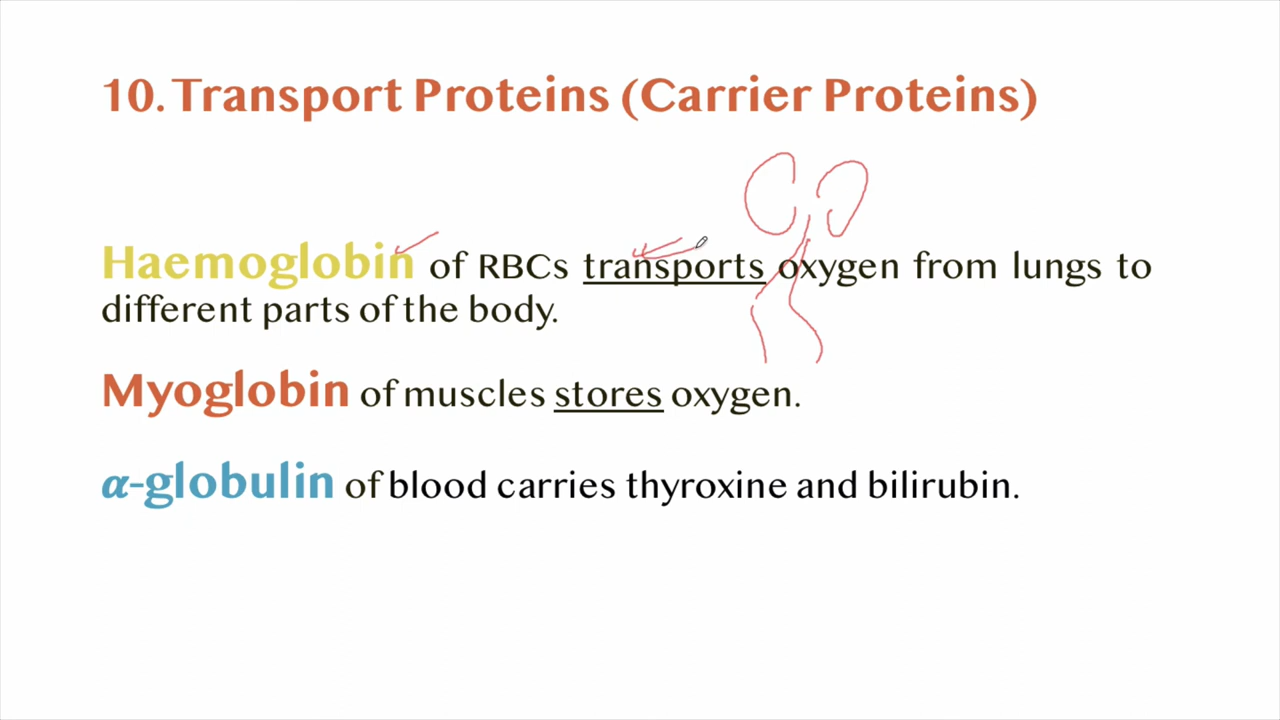 10. Transport Proteins (Carrier Proteins)
Haemoglobin of RBCs transports oxygen from lungs to
different parts of the body.
Myoglobin of muscles stores oxygen.
α-globulin of blood carries thyroxine and bilirubin.